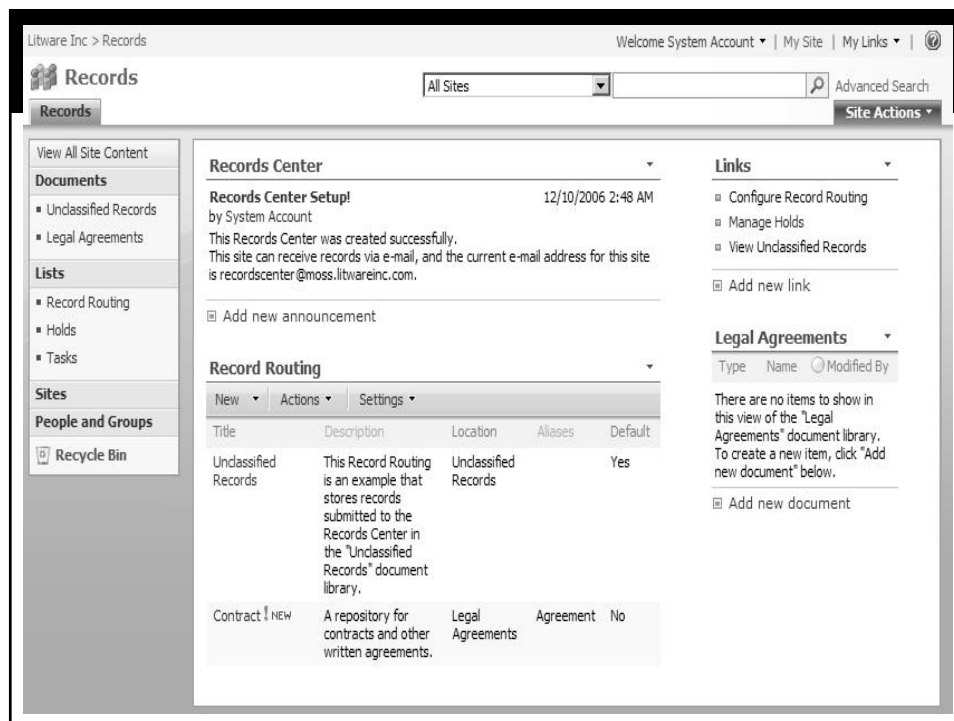 Litware Inc > Records
Welcome System Account | My Site | My Links |
Records
All Sites
Advanced Search
Records
Site Actions
View All Site Content
Documents
Unclassified Records
Legal Agreements
Lists
Record Routing
Holds
Tasks
Sites
People and Groups
Recycle Bin
Records Center
Records Center Setup! 12/10/2006 2:48 AM
by System Account
This Records Center was created successfully.
This site can receive records via e-mail, and the current e-mail address for this site
is recordscenter@moss.litwareinc.com.
Add new announcement
Record Routing
New Actions Settings
Title Description Location Aliases Default
Unclassified
Records
This Record Routing
is an example that
stores records
submitted to the
Records Center in
the "Unclassified
Records" document
library.
Unclassified
Records
Yes
Contract ! NEW
A repository for
contracts and other
written agreements.
Legal
Agreements
Agreement
No
Links
Configure Record Routing
Manage Holds
View Unclassified Records
Add new link
Legal Agreements
Type Name Modified By
There are no items to show in
this view of the "Legal
Agreements" document library.
To create a new item, click "Add
new document" below.
Add new document